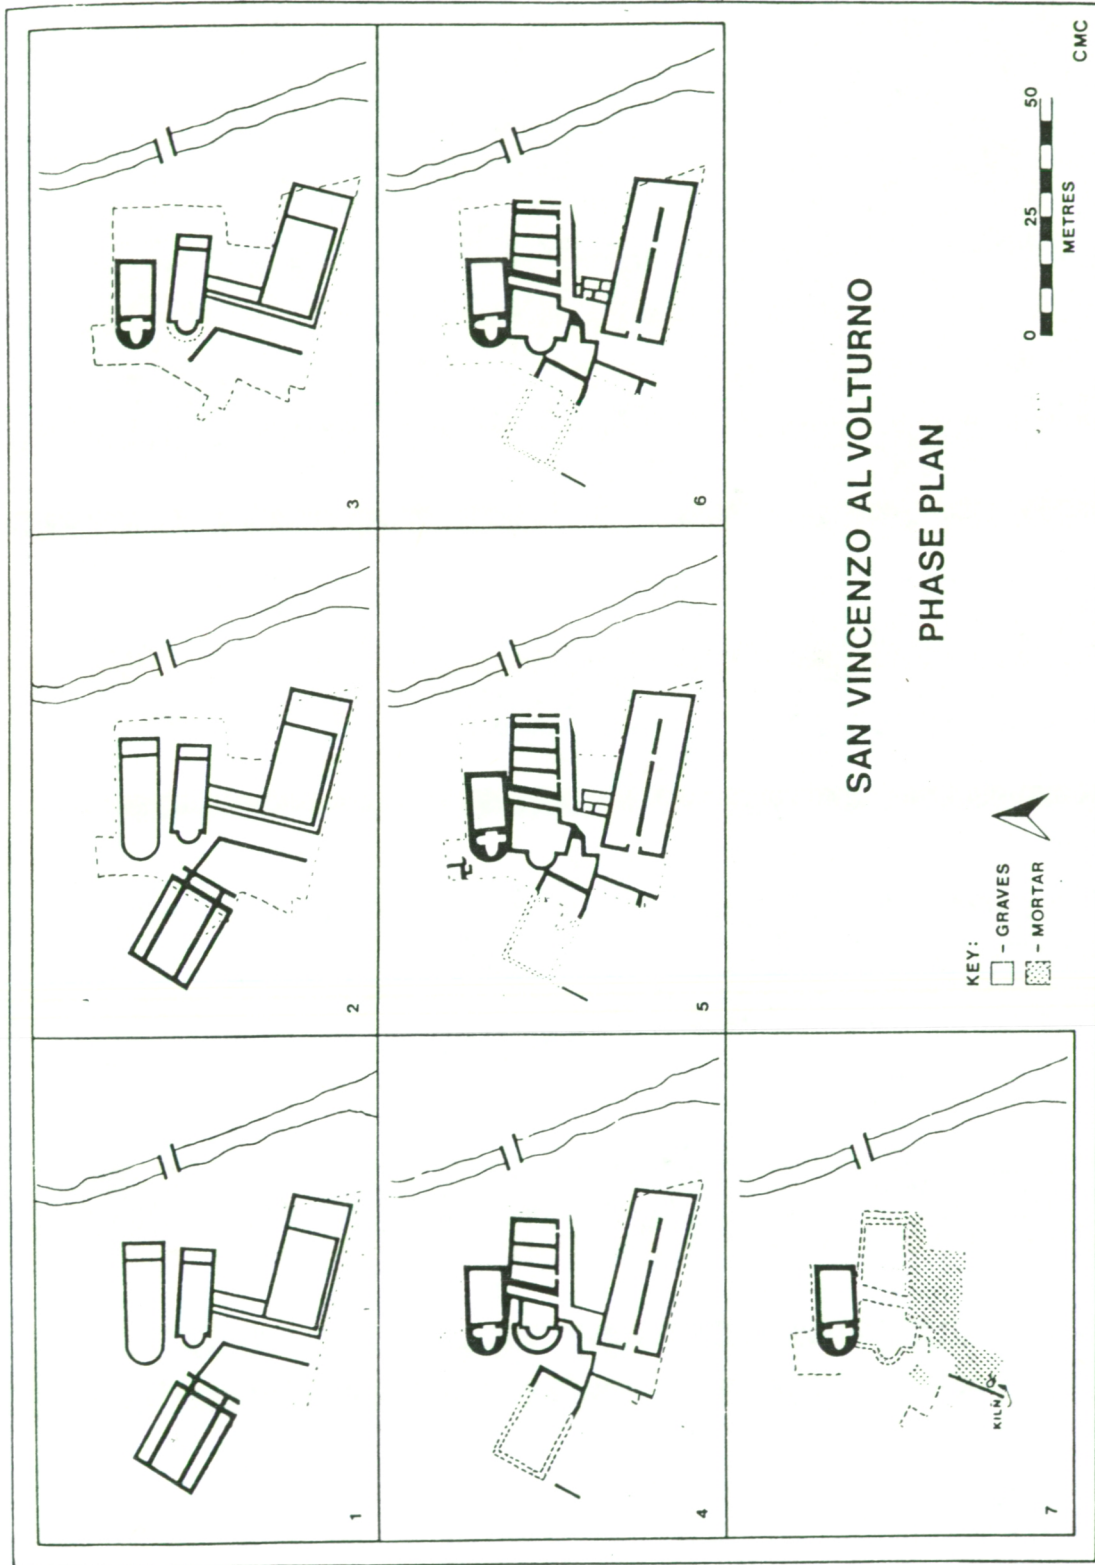 1
2
3
4
5
6
7
KILN
SAN VINCENZO AL VOLTURNO
PHASE PLAN
KEY:
- GRAVES
- MORTAR
0 25 50
METRES
CMC